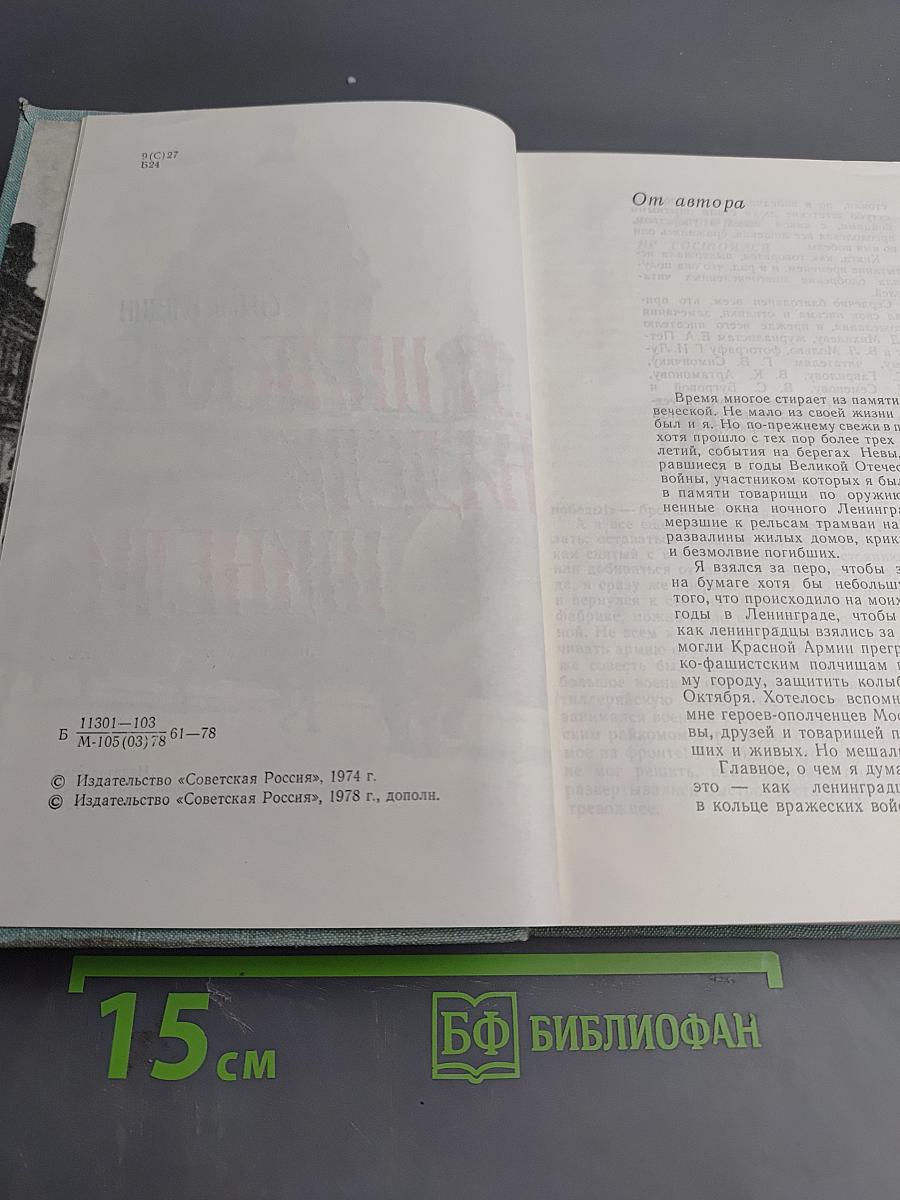 9(С)27
Б24
Б 11301—103 61—78
М-105(03)78
© Издательство «Советская Россия», 1974 г.
© Издательство «Советская Россия», 1978 г., дополн.
От автора
Время многое стирает из памяти
веческой. Не мало из своей жизни
был и я. Но по-прежнему свежи в п
хотя прошло с тех пор более трех
летий, события на берегах Невы,
равшиеся в годы Великой Отечес
войны, участником которых я был
в памяти товарищи по оружию
ненные окна ночного Ленингра
мерзшие к рельсам трамваи на
развалины жилых домов, крик
и безмолвие погибших.
Я взялся за перо, чтобы з
на бумаге хотя бы небольшу
того, что происходило на моих
годы в Ленинграде, чтобы
как ленинградцы взялись за
могли Красной Армии прегр
ко-фашистским полчищам
му городу, защитить колыб
Октября. Хотелось вспомн
мне героев-ополченцев Мос
вы, друзей и товарищей п
ших и живых. Но мешал
Главное, о чем я дума
это — как ленинградц
в кольце вражеских войс
15 см
БФ БИБЛИОФАН